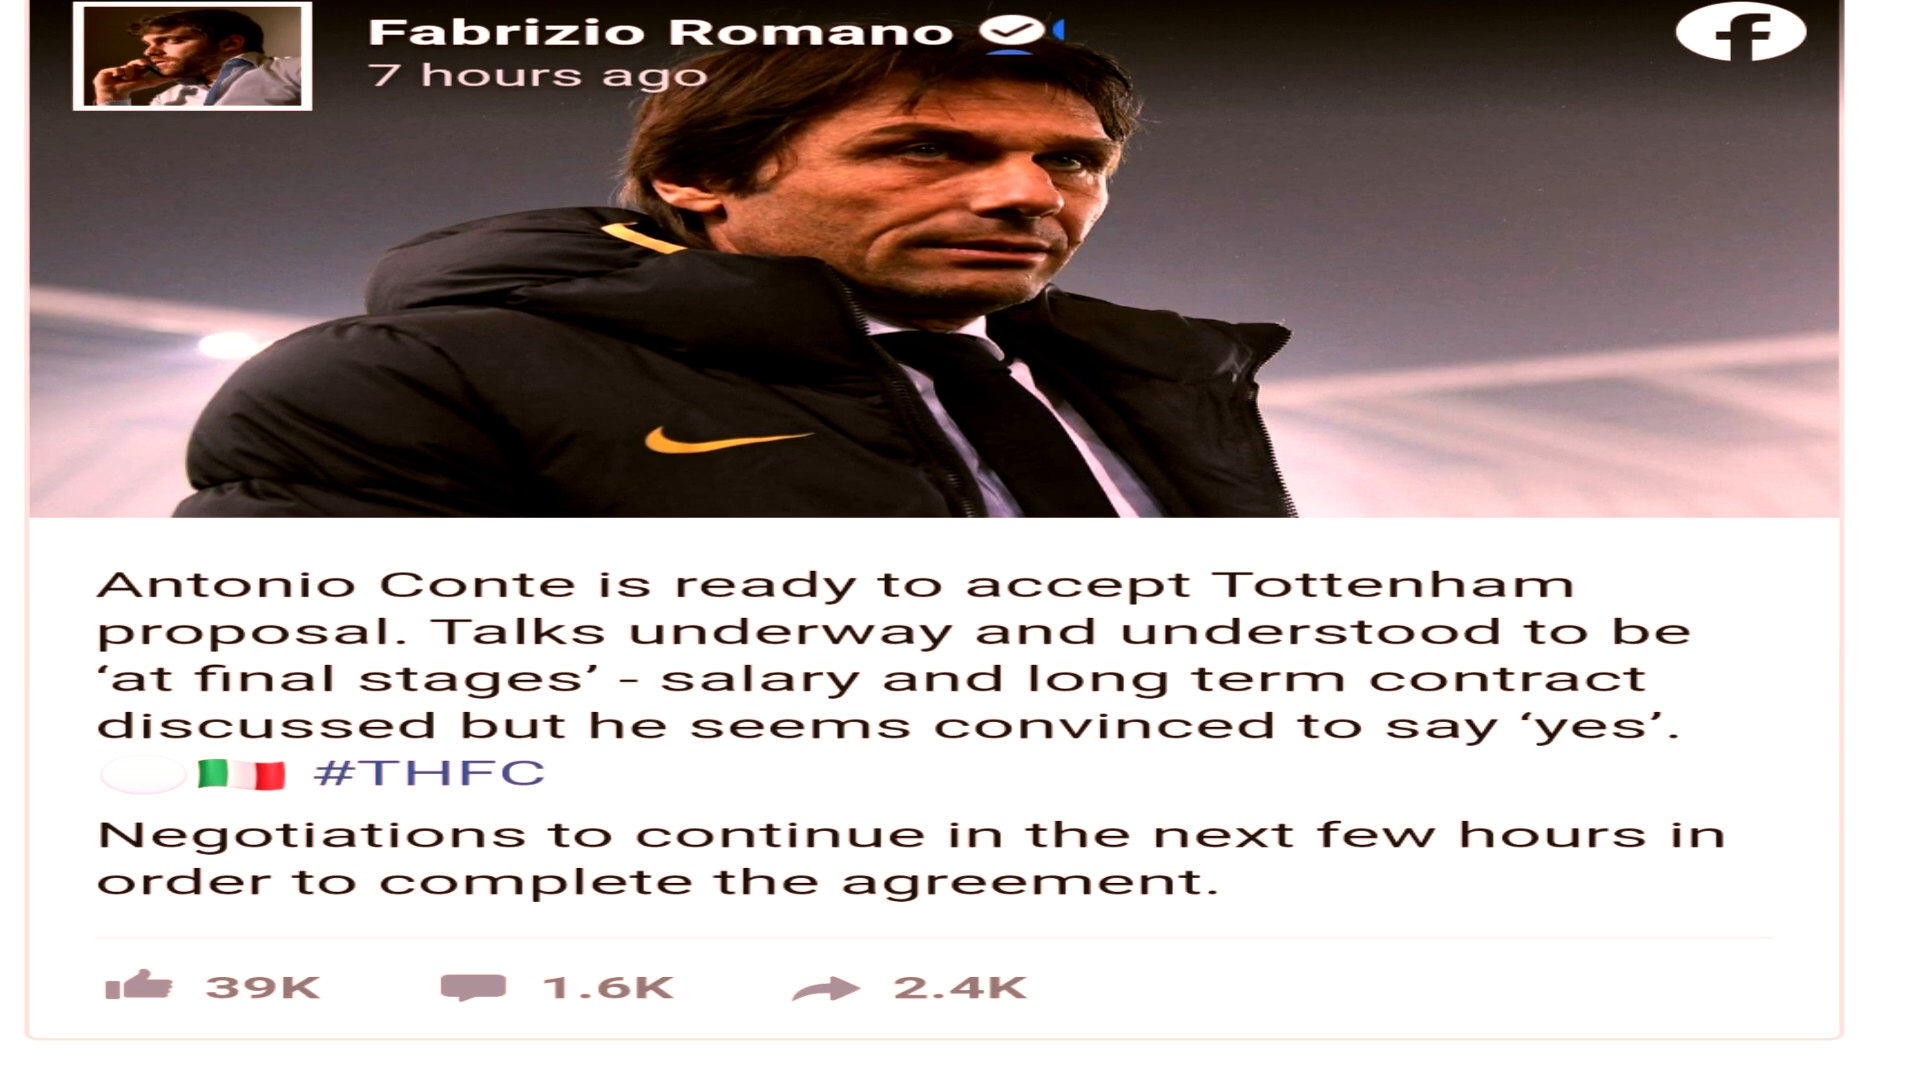 Fabrizio Romano
7 hours ago
Antonio Conte is ready to accept Tottenham
proposal. Talks underway and understood to be
‘at final stages’ - salary and long term contract
discussed but he seems convinced to say ‘yes’.
#THFC
Negotiations to continue in the next few hours in
order to complete the agreement.
39K 1.6K 2.4K